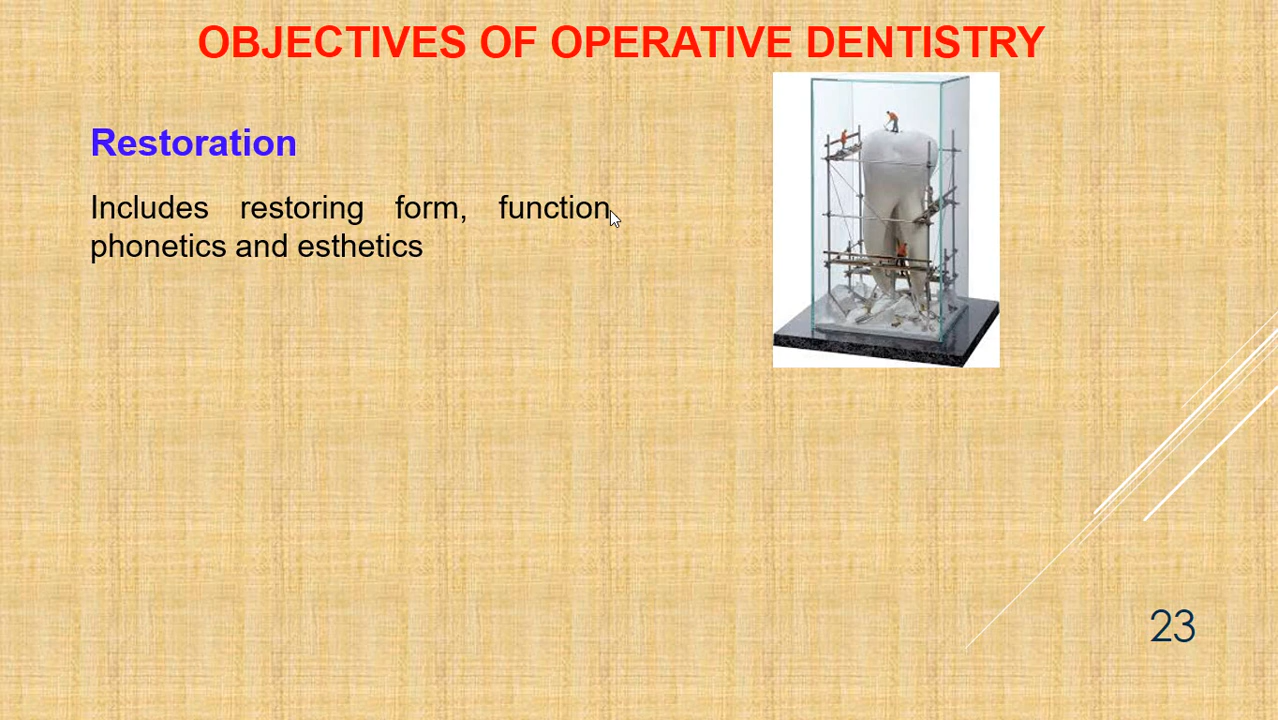 OBJECTIVES OF OPERATIVE DENTISTRY
Restoration
Includes restoring form, function
phonetics and esthetics
23